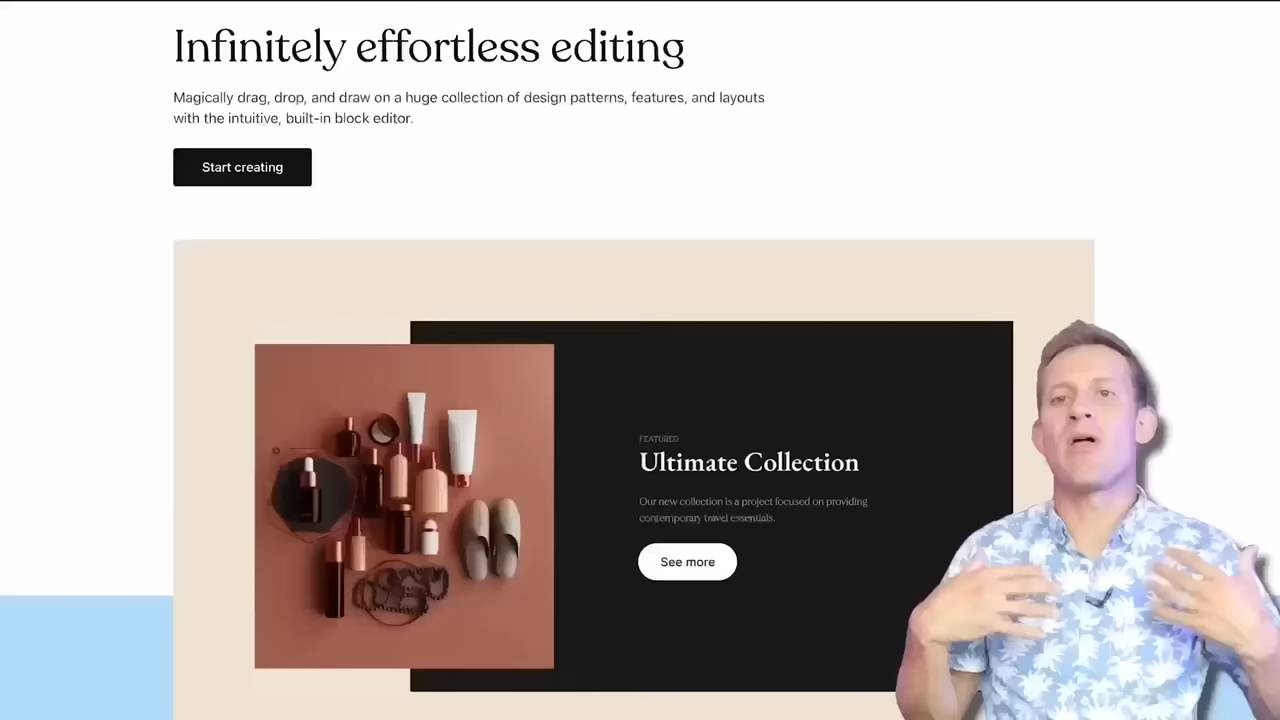 Infinitely effortless editing
Magically drag, drop, and draw on a huge collection of design patterns, features, and layouts
with the intuitive, built-in block editor.
Start creating
FEATURED
Ultimate Collection
Our new collection is a project focused on providing
contemporary travel essentials.
See more